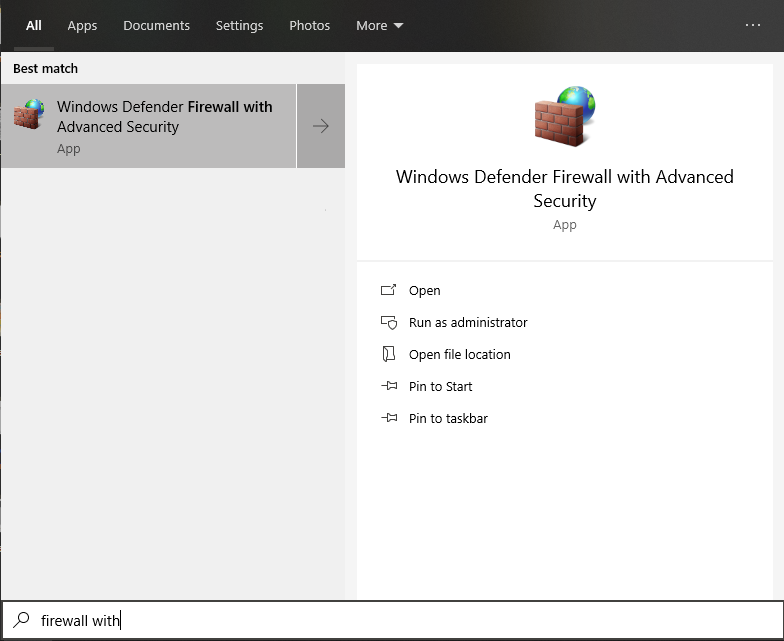 All Apps Documents Settings Photos More ...
Best match
Windows Defender Firewall with
Advanced Security
App
Windows Defender Firewall with Advanced
Security
App
Open
Run as administrator
Open file location
Pin to Start
Pin to taskbar
firewall with